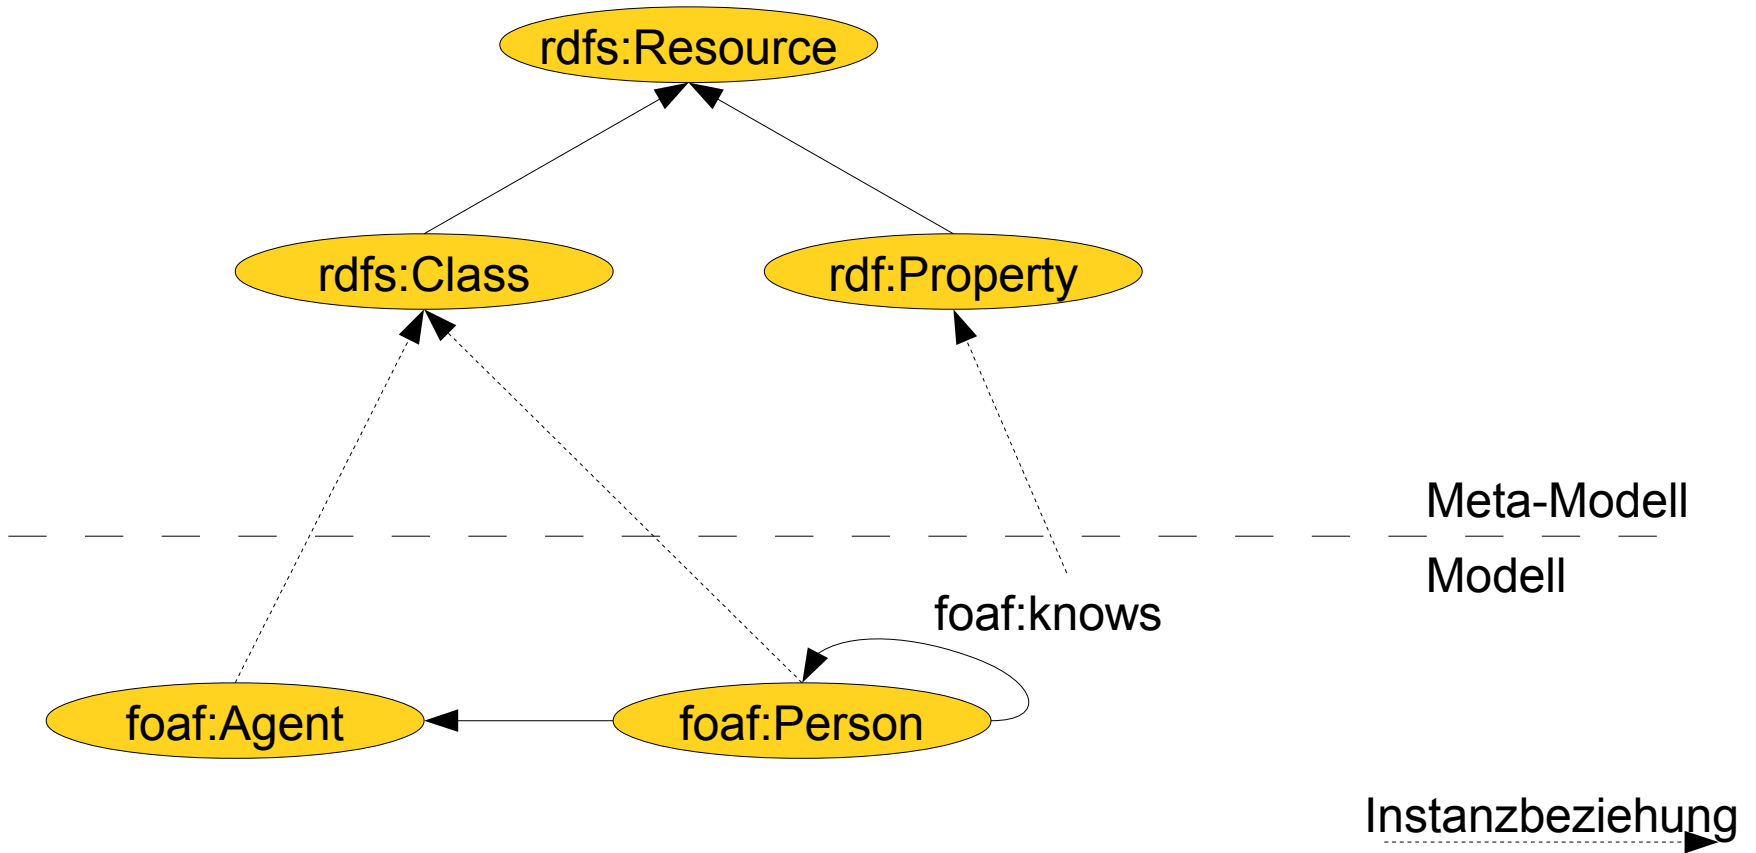 rdfs:Resource
rdfs:Class
rdf:Property
Meta-Modell
Modell
foaf:knows
foaf:Agent
foaf:Person
Instanzbeziehung